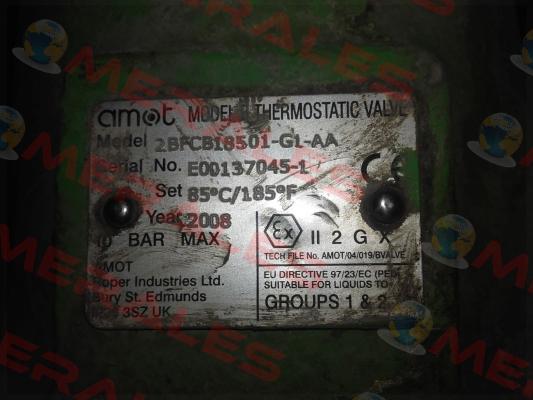 amot MODEL THERMOSTATIC VALVE
Model 2BFCB18501-G1-AA
Serial No. E00137045-1
Set 85°C/185°F
Year 2008
10 BAR MAX
AMOT
Roper Industries Ltd.
Bury St. Edmunds
3SZ UK
CE
Ex II 2 G X
TECH FILE No. AMOT/04/019/BVALVE
EU DIRECTIVE 97/23/EC (PED)
SUITABLE FOR LIQUIDS TO
GROUPS 1 & 2
MERALES